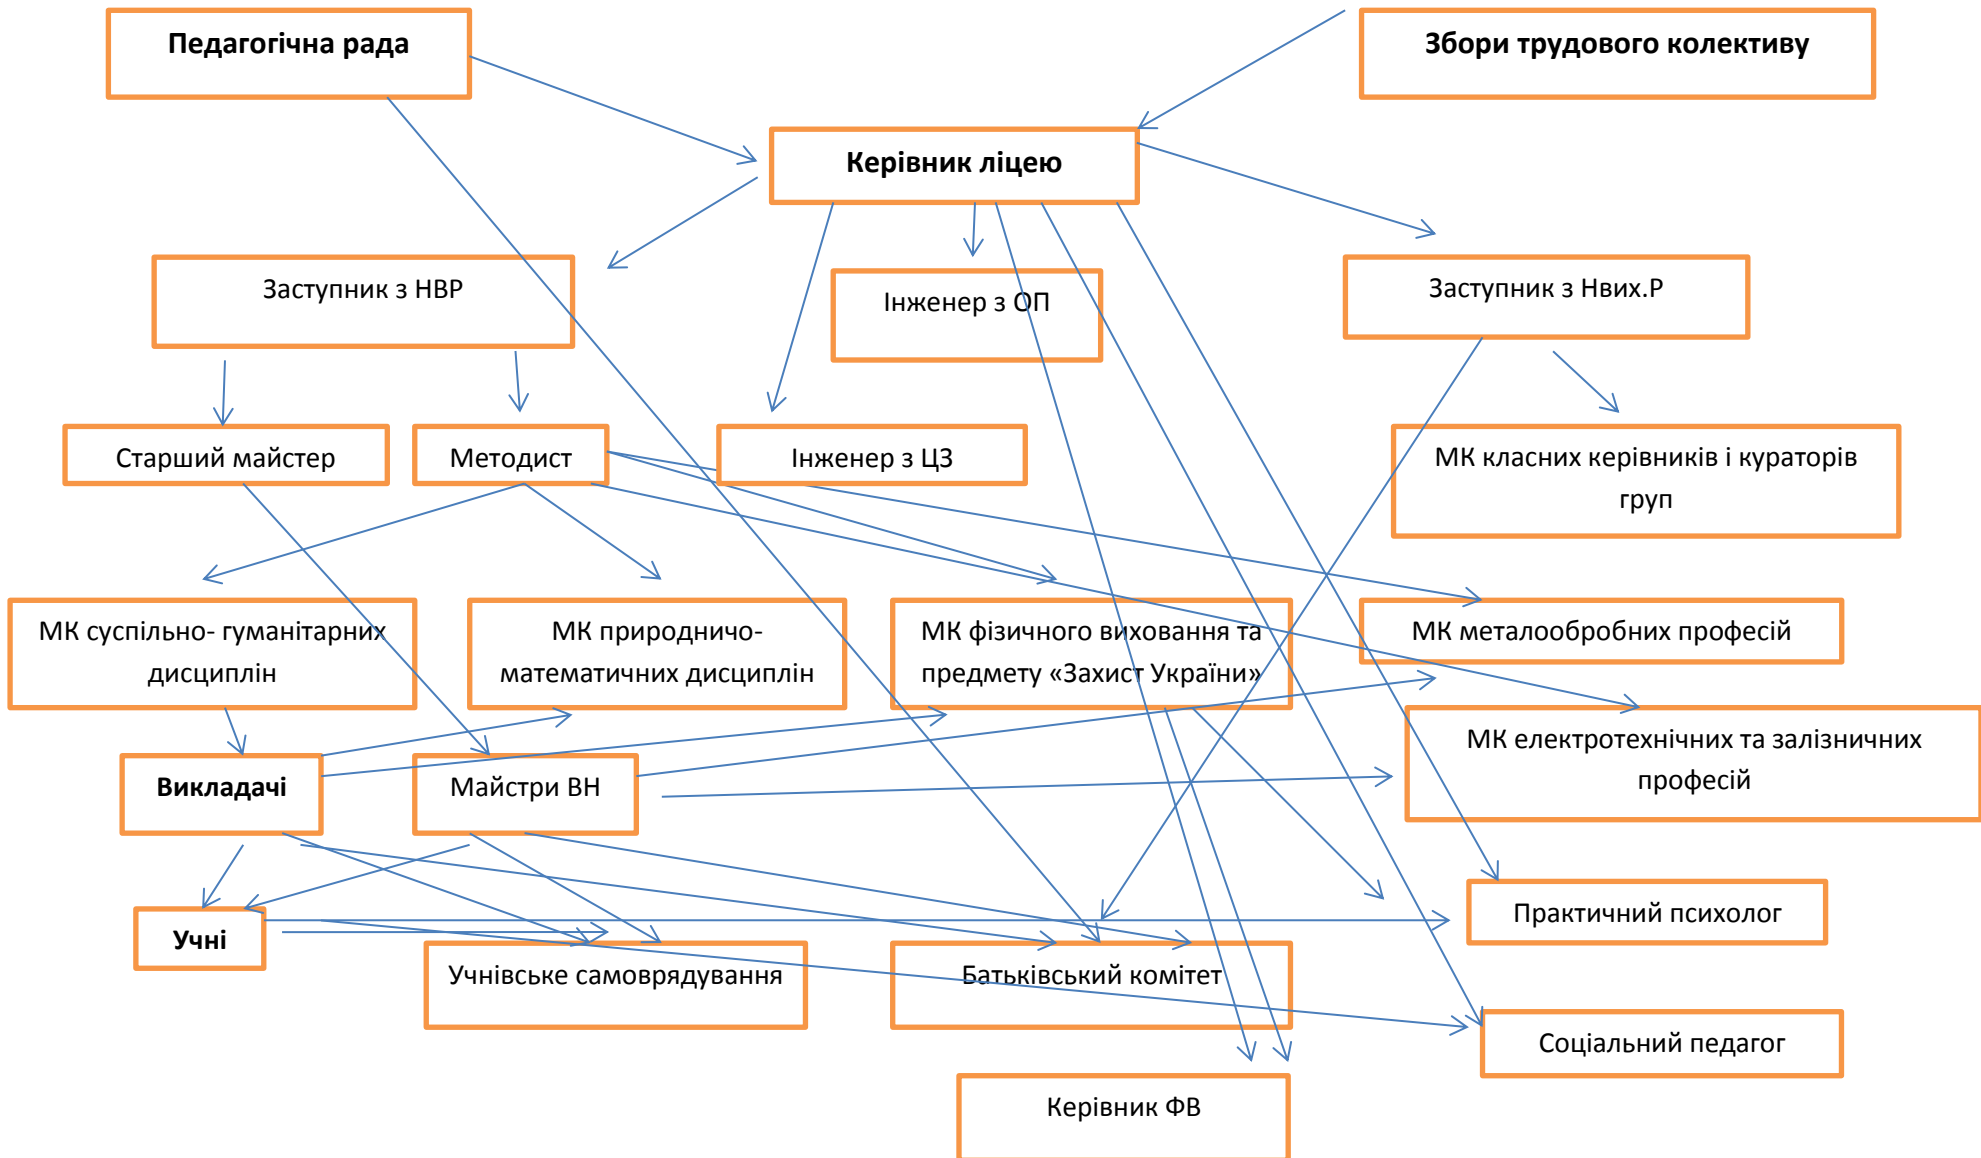 Педагогічна рада
Збори трудового колективу
Керівник ліцею
Заступник з НВР
Інженер з ОП
Заступник з Нвих.Р
Старший майстер
Методист
Інженер з ЦЗ
МК класних керівників і кураторів
груп
МК суспільно- гуманітарних
дисциплін
МК природничо-
математичних дисциплін
МК фізичного виховання та
предмету «Захист України»
МК металообробних професій
МК електротехнічних та залізничних
професій
Викладачі
Майстри ВН
Практичний психолог
Учні
Учнівське самоврядування
Батьківський комітет
Соціальний педагог
Керівник ФВ